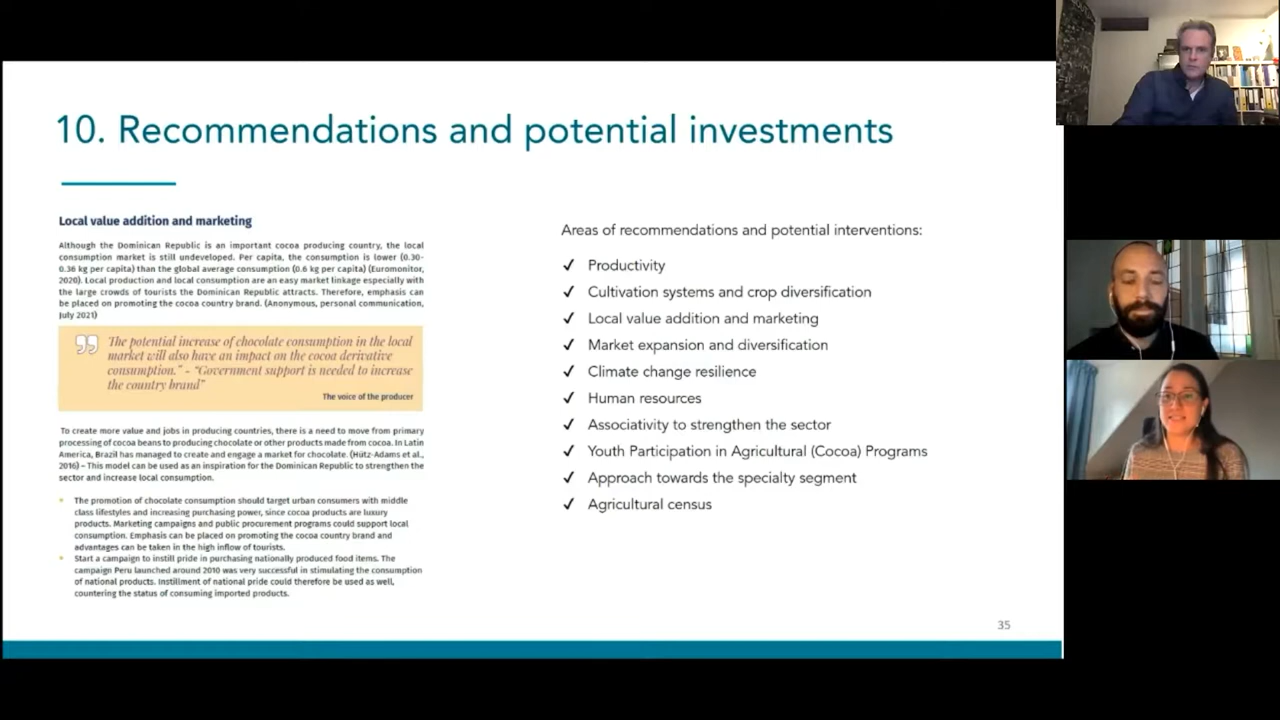 10. Recommendations and potential investments
Local value addition and marketing
Although the Dominican Republic is an important cocoa producing country, the local
consumption market is still undeveloped. Per capita, the consumption is lower (0.30-
0.36 kg per capita) than the global average consumption (0.6 kg per capita) (Euromonitor,
2020). Local production and local consumption are an easy market linkage especially with
the large crowds of tourists the Dominican Republic attracts. Therefore, emphasis can
be placed on promoting the cocoa country brand. (Anonymous, personal communication,
July 2021)
The potential increase of chocolate consumption in the local
market will also have an impact on the cocoa derivative
consumption." - "Government support is needed to increase
the country brand"
The voice of the producer
To create more value and jobs in producing countries, there is a need to move from primary
processing of cocoa beans to producing chocolate or other products made from cocoa. In Latin
America, Brazil has managed to create and engage a market for chocolate. (Hütz-Adams et al.,
2016) – This model can be used as an inspiration for the Dominican Republic to strengthen the
sector and increase local consumption.
The promotion of chocolate consumption should target urban consumers with middle
class lifestyles and increasing purchasing power, since cocoa products are luxury
products. Marketing campaigns and public procurement programs could support local
consumption. Emphasis can be placed on promoting the cocoa country brand and
advantages can be taken in the high inflow of tourists.
Start a campaign to instill pride in purchasing nationally produced food items. The
campaign Peru launched around 2010 was very successful in stimulating the consumption
of national products. Instillment of national pride could therefore be used as well,
countering the status of consuming imported products.
Areas of recommendations and potential interventions:
✓ Productivity
✓ Cultivation systems and crop diversification
✓ Local value addition and marketing
✓ Market expansion and diversification
✓ Climate change resilience
✓ Human resources
✓ Associativity to strengthen the sector
✓ Youth Participation in Agricultural (Cocoa) Programs
✓ Approach towards the specialty segment
✓ Agricultural census
35